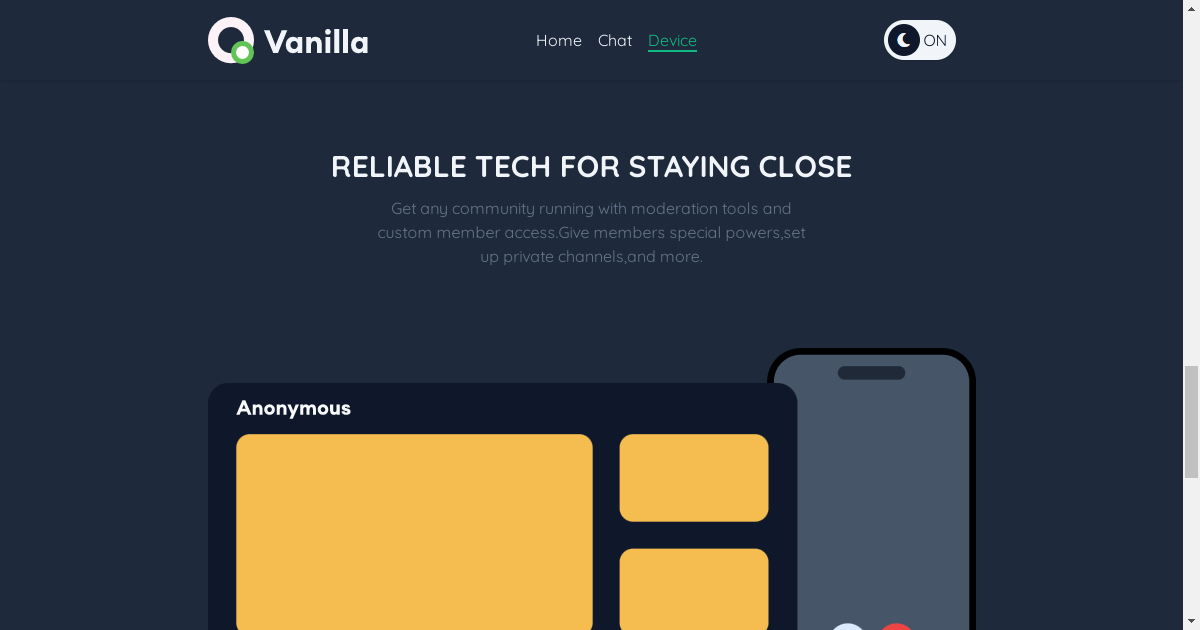 Vanilla
Home Chat Device
ON
RELIABLE TECH FOR STAYING CLOSE
Get any community running with moderation tools and
custom member access.Give members special powers,set
up private channels,and more.
Anonymous